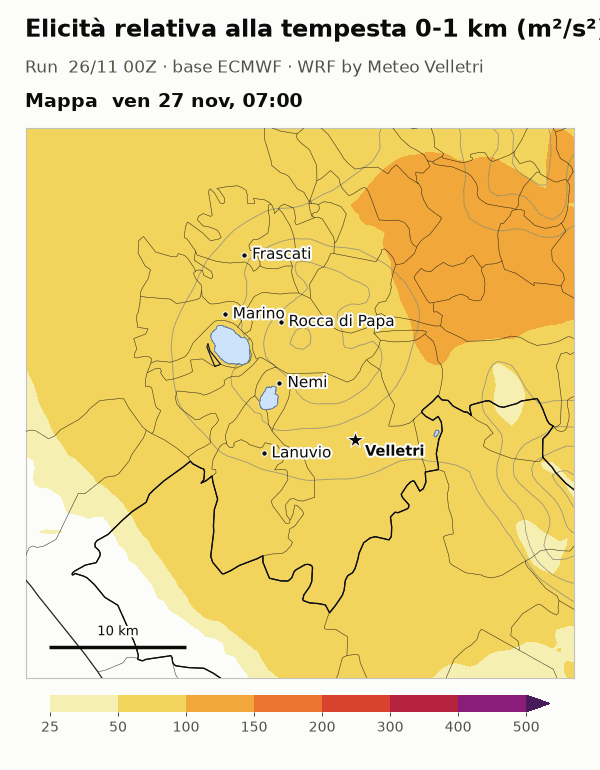 Elicità relativa alla tempesta 0-1 km (m²/s²)
Run  26/11 00Z · base ECMWF · WRF by Meteo Velletri
Mappa  ven 27 nov, 07:00
Frascati
Marino
Rocca di Papa
Nemi
Velletri
Lanuvio
10 km
25 50 100 150 200 300 400 500